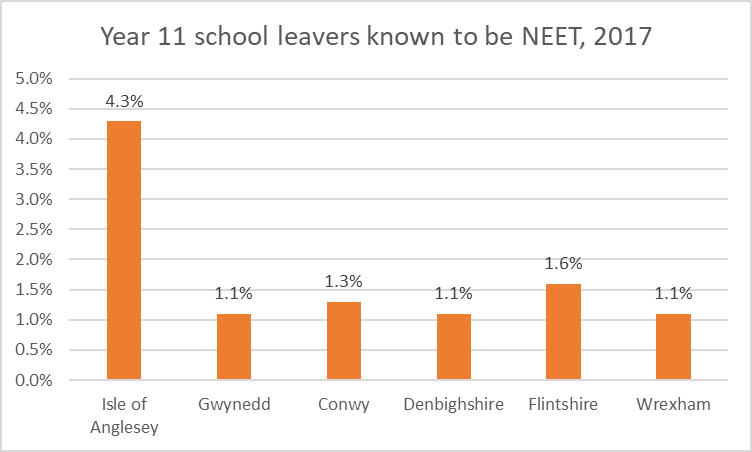 Year 11 school leavers known to be NEET, 2017
5.0%
4.5%
4.0%
3.5%
3.0%
2.5%
2.0%
1.5%
1.0%
0.5%
0.0%
4.3%
1.1%
1.3%
1.1%
1.6%
1.1%
Isle of
Anglesey
Gwynedd
Conwy
Denbighshire
Flintshire
Wrexham